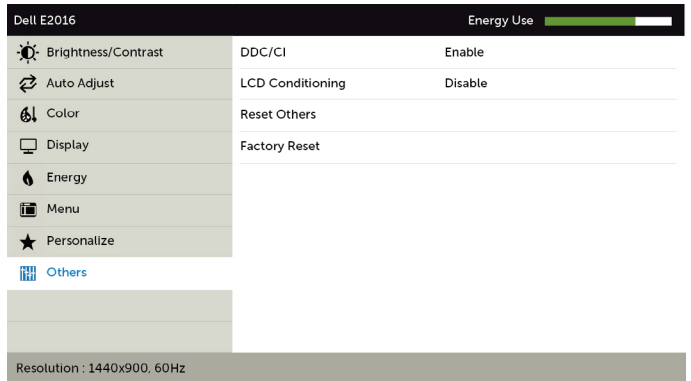 Dell E2016 Energy Use
Brightness/Contrast DDC/CI Enable
Auto Adjust LCD Conditioning Disable
Color Reset Others
Display Factory Reset
Energy
Menu
Personalize
Others
Resolution : 1440x900, 60Hz